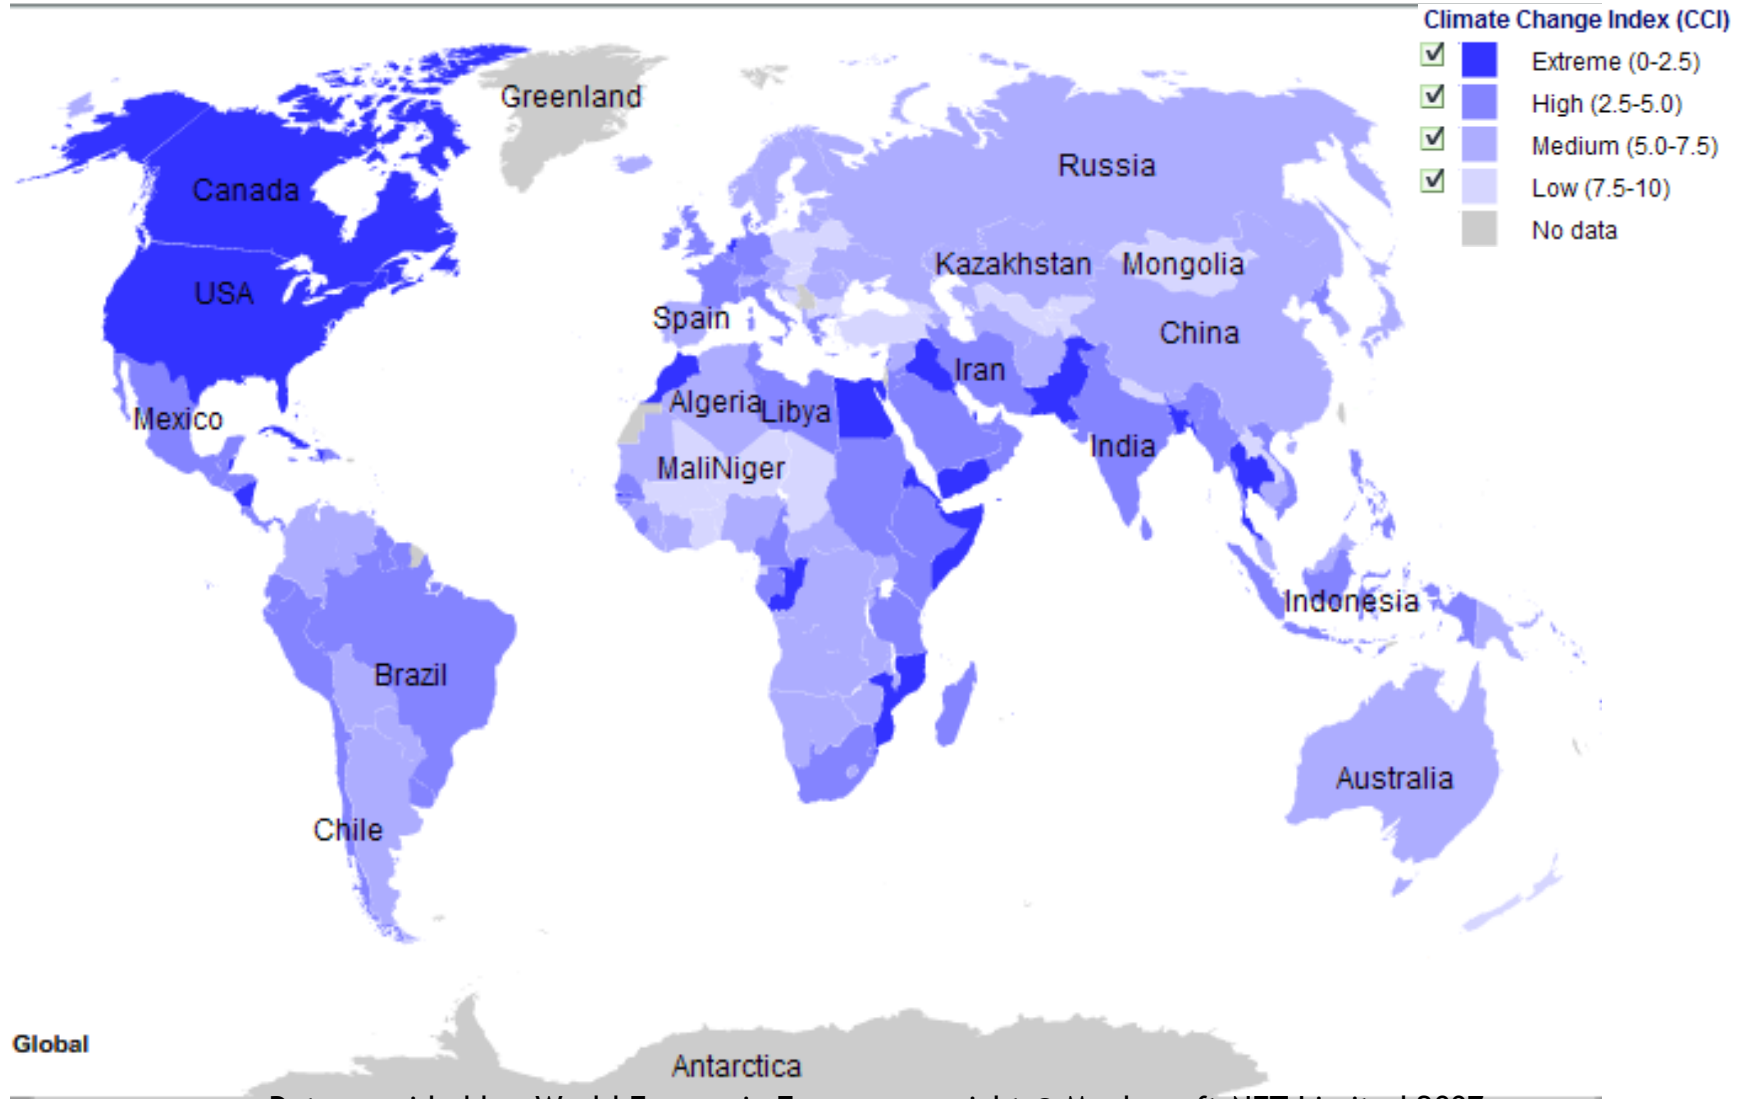 Climate Change Index (CCI)
Extreme (0-2.5)
High (2.5-5.0)
Medium (5.0-7.5)
Low (7.5-10)
No data
Greenland
Canada
Russia
USA
Kazakhstan
Mongolia
Spain
China
Iran
Mexico
Algeria
Libya
India
Mali
Niger
Indonesia
Brazil
Australia
Chile
Global
Antarctica